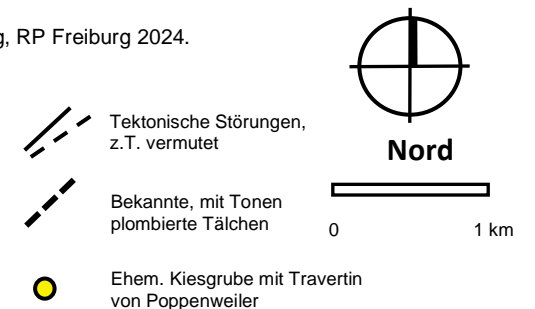 g, RP Freiburg 2024.
Tektonische Störungen,
z.T. vermutet
Nord
Bekannte, mit Tonen
plombierte Tälchen
0 1 km
Ehem. Kiesgrube mit Travertin
von Poppenweiler